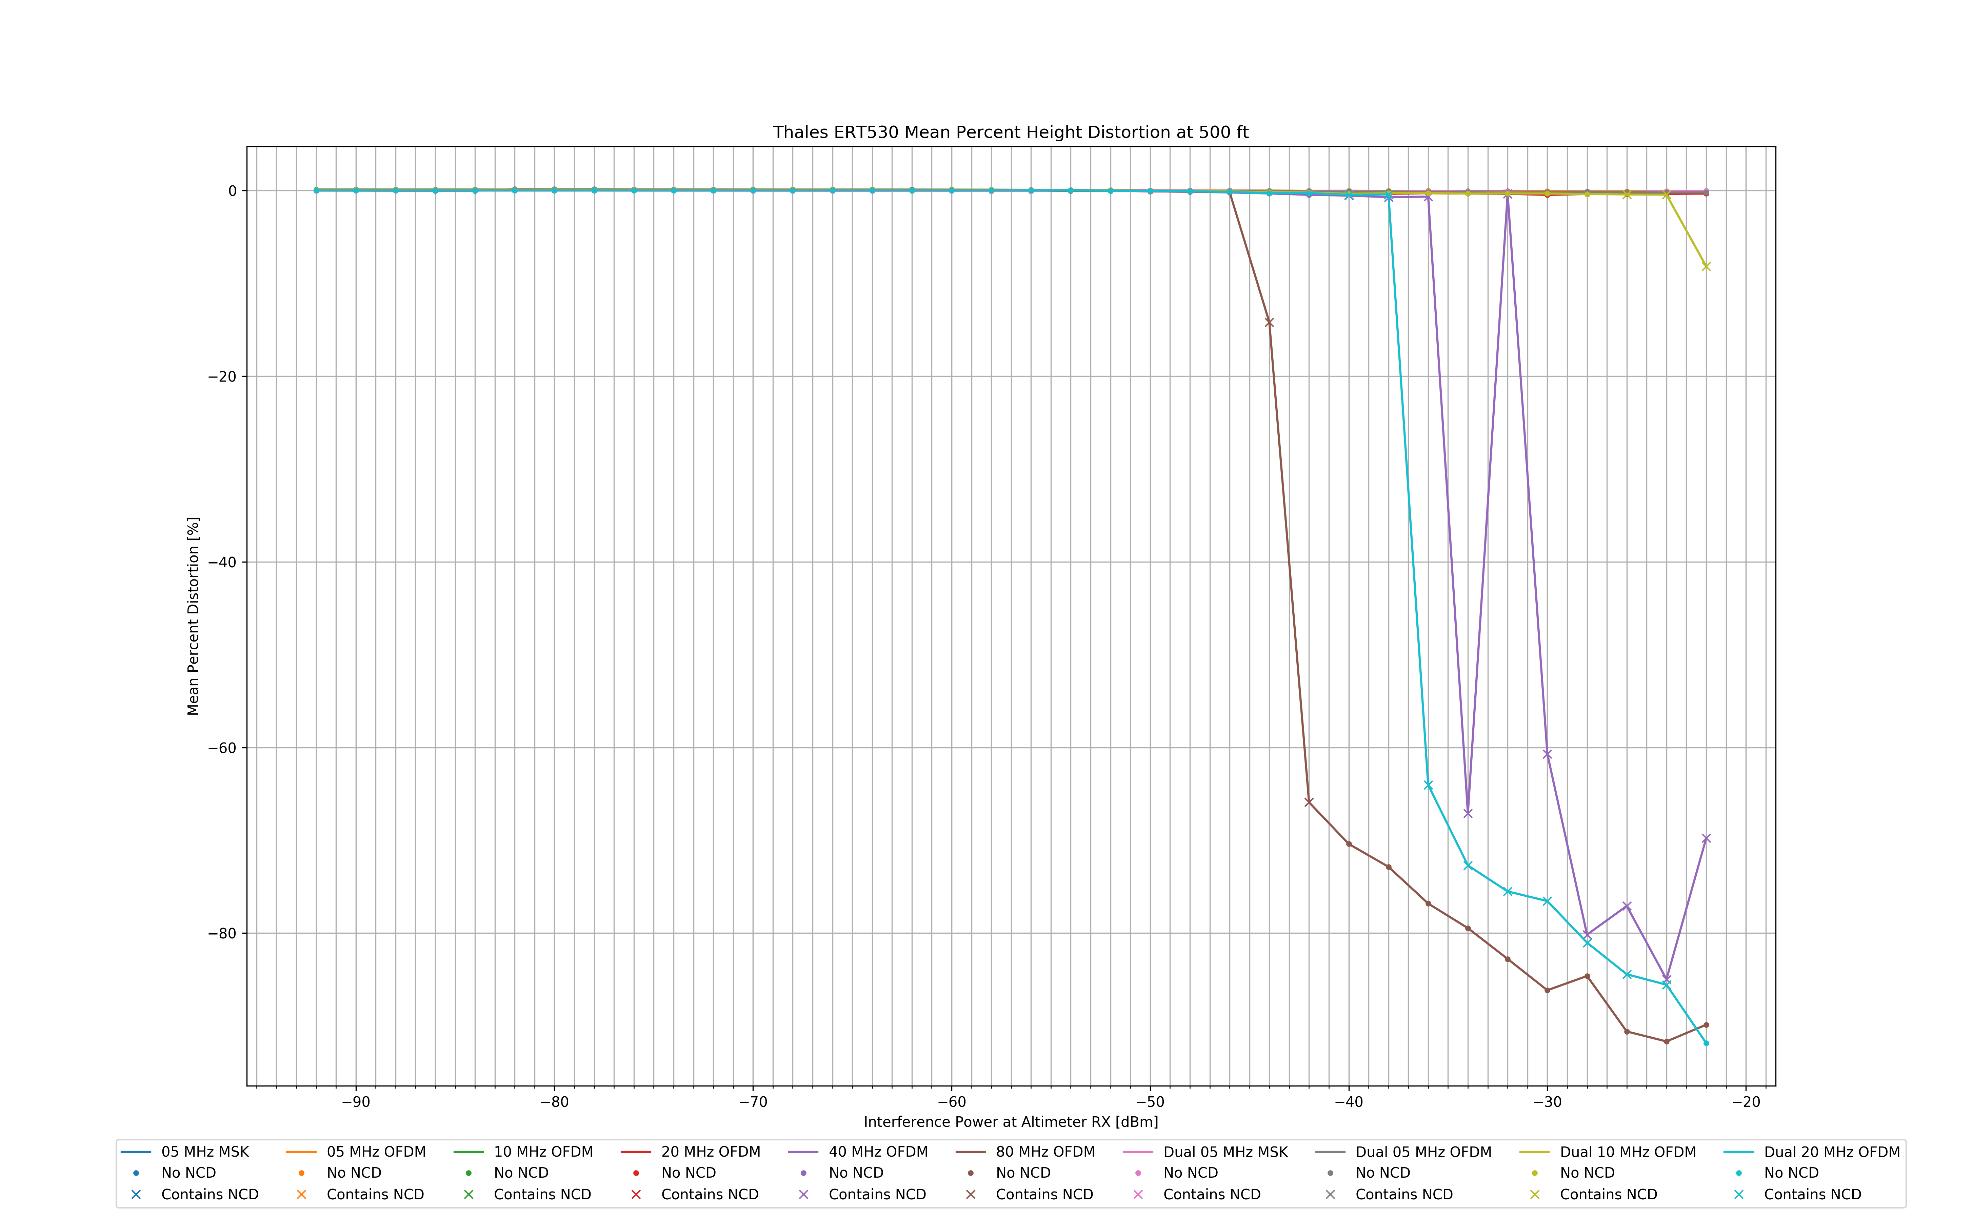 Thales ERT530 Mean Percent Height Distortion at 500 ft
Mean Percent Distortion [%]
0
−20
−40
−60
−80
−90 −80 −70 −60 −50 −40 −30 −20
Interference Power at Altimeter RX [dBm]
05 MHz MSK 05 MHz OFDM 10 MHz OFDM 20 MHz OFDM 40 MHz OFDM 80 MHz OFDM Dual 05 MHz MSK Dual 05 MHz OFDM Dual 10 MHz OFDM Dual 20 MHz OFDM
No NCD No NCD No NCD No NCD No NCD No NCD No NCD No NCD No NCD No NCD
Contains NCD Contains NCD Contains NCD Contains NCD Contains NCD Contains NCD Contains NCD Contains NCD Contains NCD Contains NCD